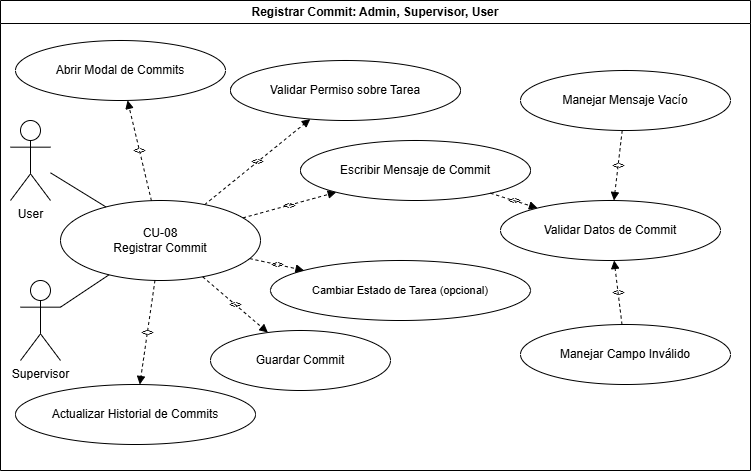 Registrar Commit: Admin, Supervisor, User
Abrir Modal de Commits
Validar Permiso sobre Tarea
Manejar Mensaje Vacío
Escribir Mensaje de Commit
User
CU-08
Registrar Commit
Validar Datos de Commit
Cambiar Estado de Tarea (opcional)
Guardar Commit
Manejar Campo Inválido
Supervisor
Actualizar Historial de Commits